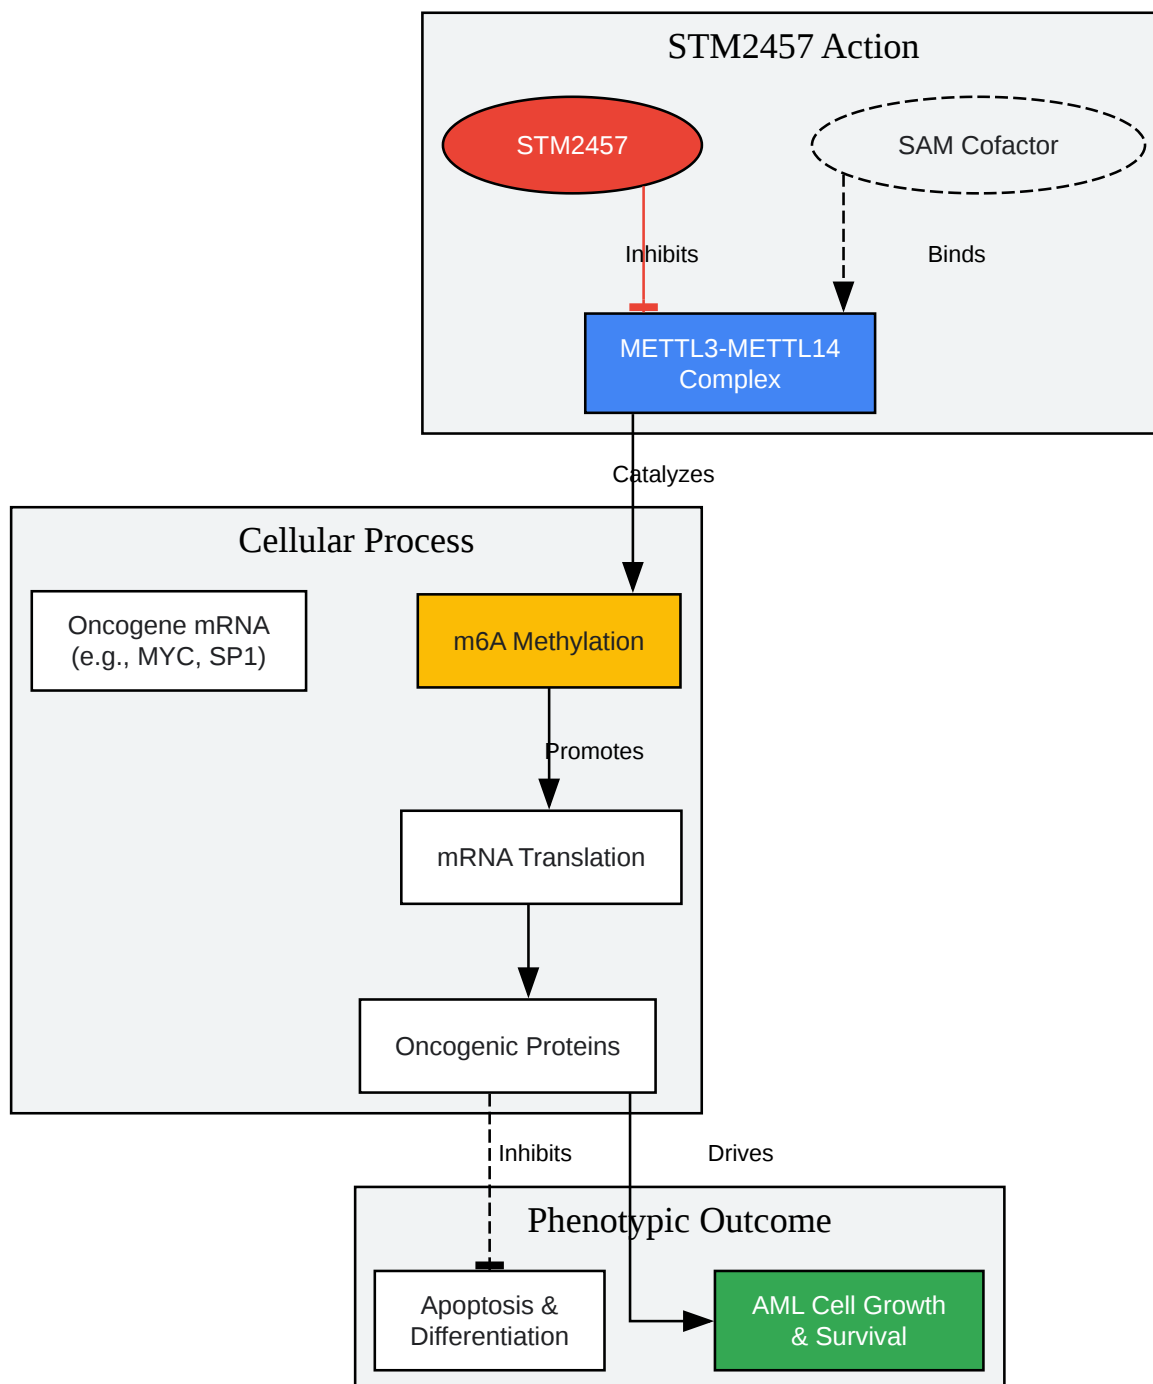 STM2457 Action
STM2457
SAM Cofactor
Inhibits
Binds
METTL3-METTL14
Complex
Catalyzes
Cellular Process
Oncogene mRNA
(e.g., MYC, SP1)
m6A Methylation
Promotes
mRNA Translation
Oncogenic Proteins
Inhibits
Drives
Phenotypic Outcome
Apoptosis &
Differentiation
AML Cell Growth
& Survival